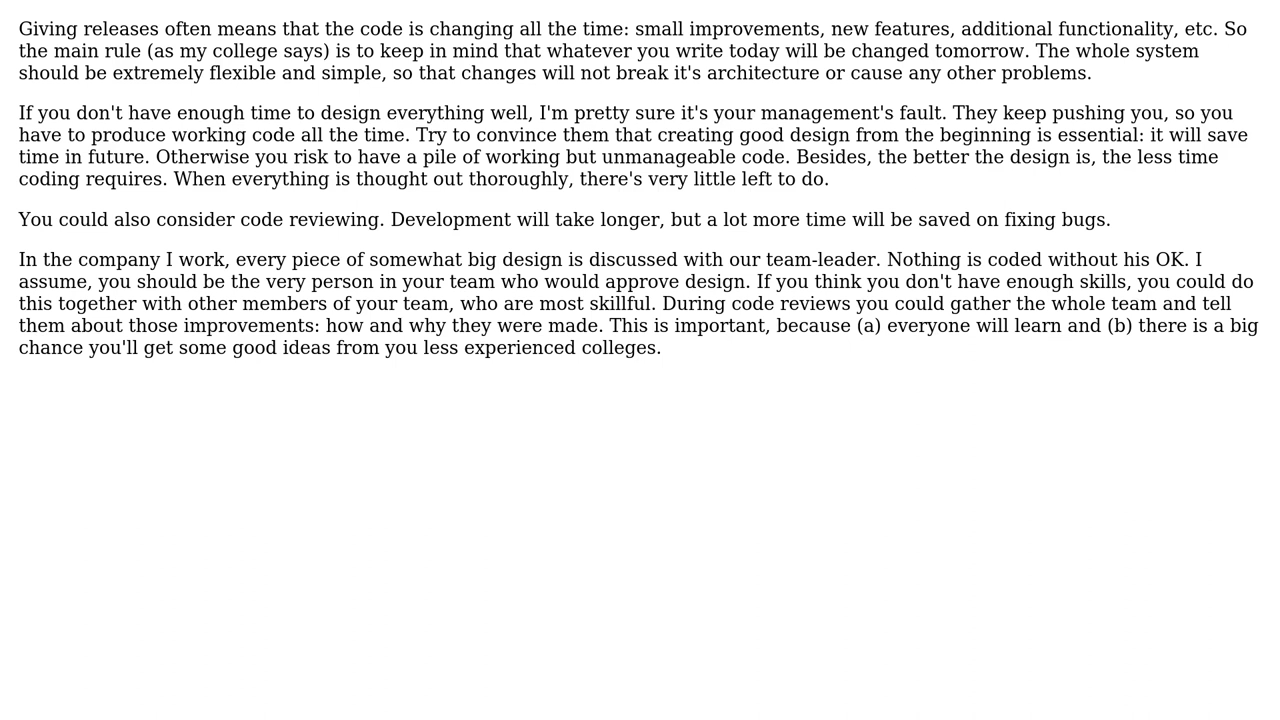 Giving releases often means that the code is changing all the time: small improvements, new features, additional functionality, etc. So
the main rule (as my college says) is to keep in mind that whatever you write today will be changed tomorrow. The whole system
should be extremely flexible and simple, so that changes will not break it's architecture or cause any other problems.
If you don't have enough time to design everything well, I'm pretty sure it's your management's fault. They keep pushing you, so you
have to produce working code all the time. Try to convince them that creating good design from the beginning is essential: it will save
time in future. Otherwise you risk to have a pile of working but unmanageable code. Besides, the better the design is, the less time
coding requires. When everything is thought out thoroughly, there's very little left to do.
You could also consider code reviewing. Development will take longer, but a lot more time will be saved on fixing bugs.
In the company I work, every piece of somewhat big design is discussed with our team-leader. Nothing is coded without his OK. I
assume, you should be the very person in your team who would approve design. If you think you don't have enough skills, you could do
this together with other members of your team, who are most skillful. During code reviews you could gather the whole team and tell
them about those improvements: how and why they were made. This is important, because (a) everyone will learn and (b) there is a big
chance you'll get some good ideas from you less experienced colleges.